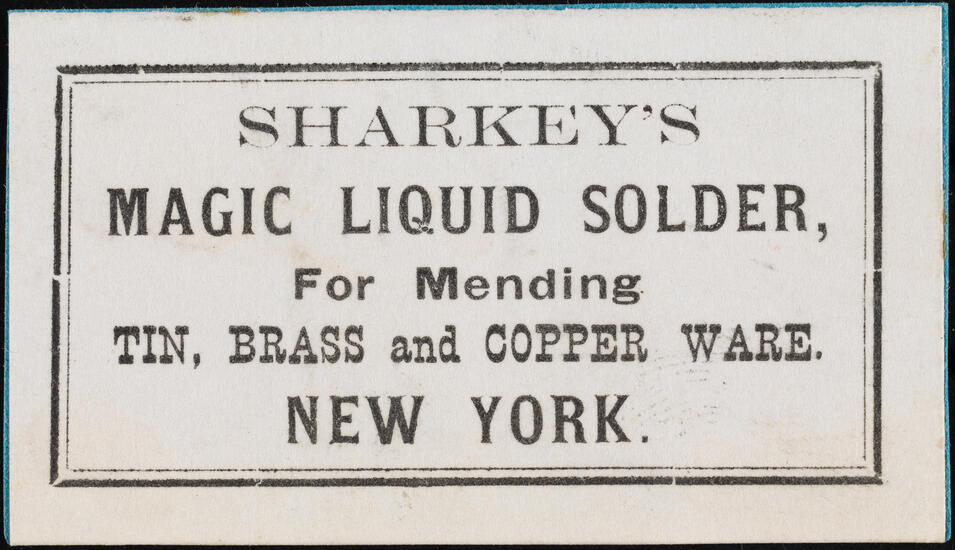 SHARKEY'S
MAGIC LIQUID SOLDER,
For Mending
TIN, BRASS and COPPER WARE.
NEW YORK.